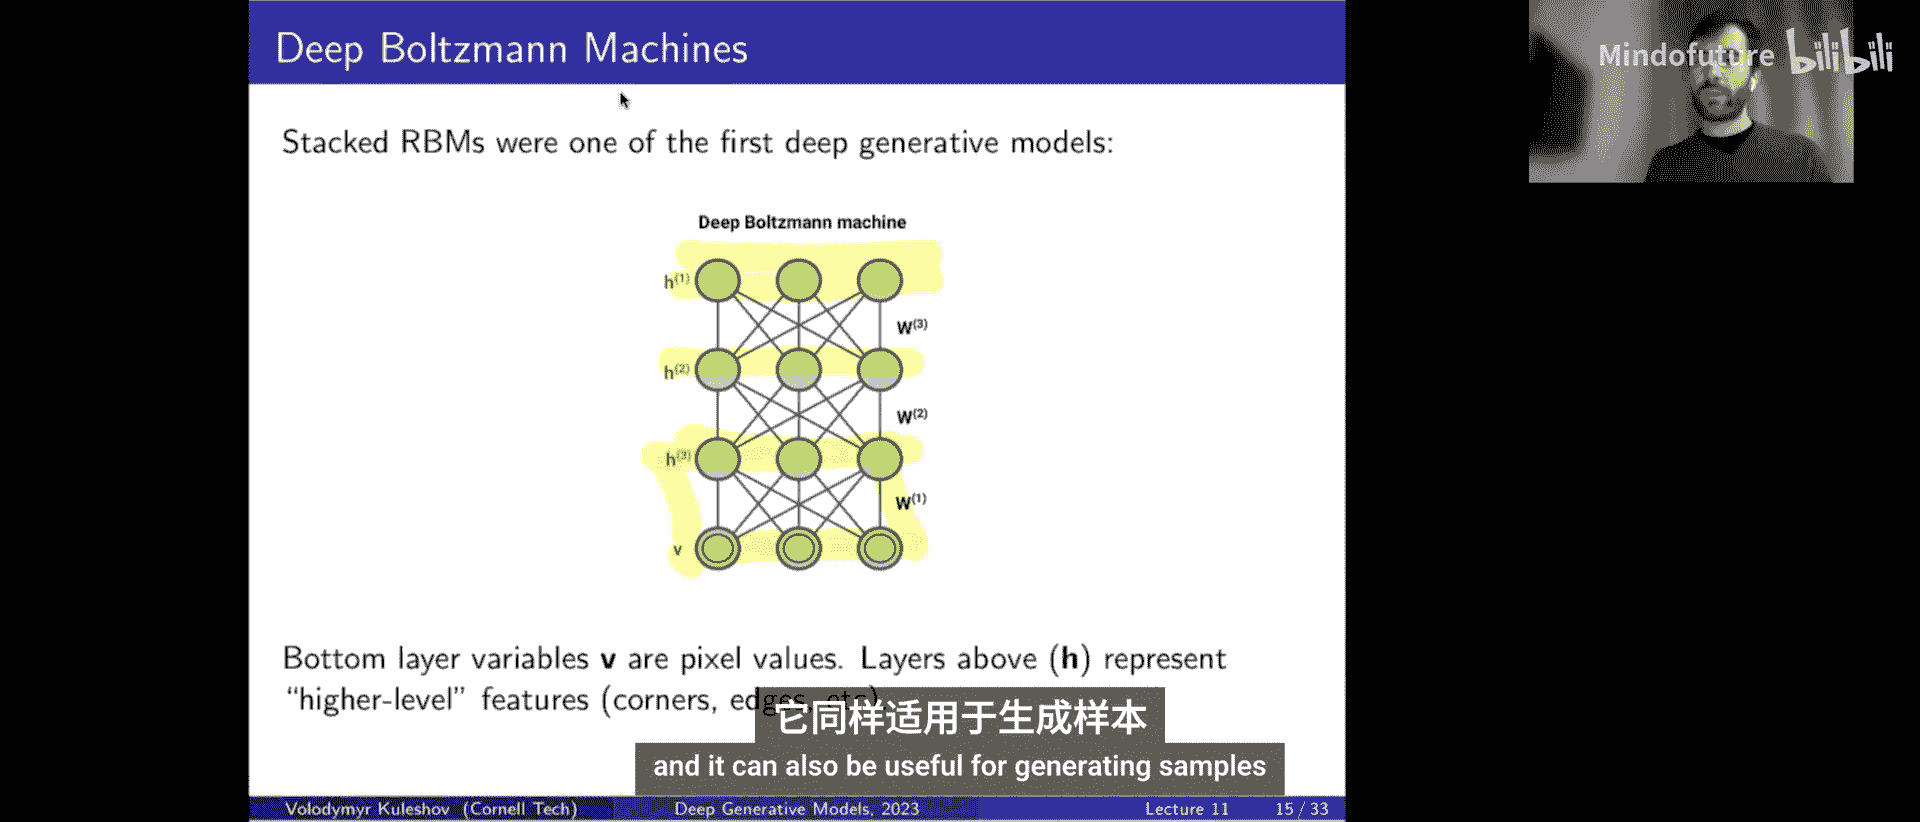 Deep Boltzmann Machines
Mindofuture bilibili
Stacked RBMs were one of the first deep generative models:
Deep Boltzmann machine
h(1)
W(3)
h(2)
W(2)
h(3)
W(1)
v
Bottom layer variables v are pixel values. Layers above (h) represent
“higher-level” features (corners, edges, etc)
它同样适用于生成样本
and it can also be useful for generating samples
Volodymyr Kuleshov (Cornell Tech) Deep Generative Models, 2023 Lecture 11 15 / 33